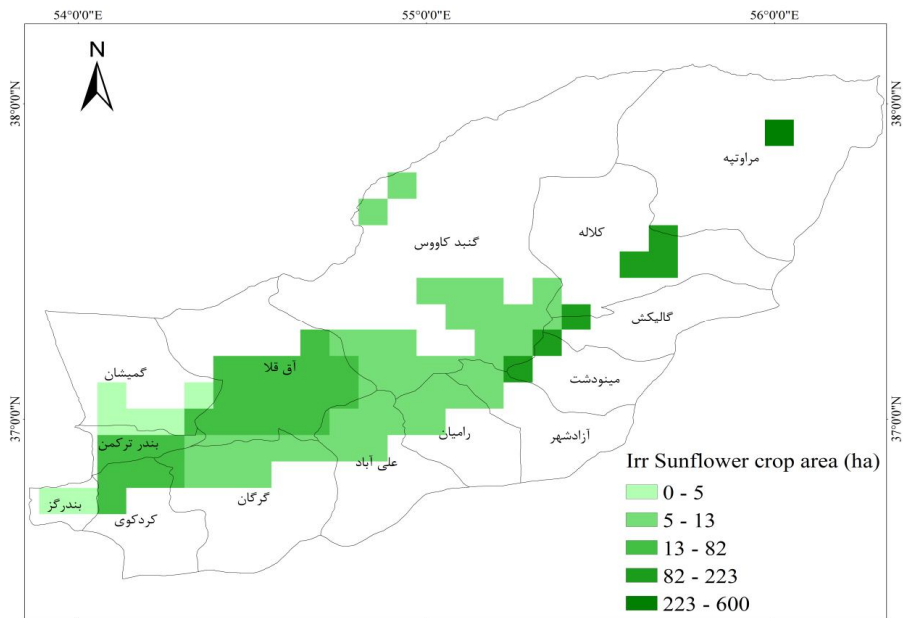 54°0'0"E 55°0'0"E 56°0'0"E
N
38°0'0"N 38°0'0"N
مراوتپه
کلاله
گنبد کاووس
گالیکش
آق قلا
گمیشان
مینودشت
37°0'0"N 37°0'0"N
رامیان
آزادشهر
بندر ترکمن
علی آباد
گرگان
بندرگز
کردکوی
Irr Sunflower crop area (ha)
0 - 5
5 - 13
13 - 82
82 - 223
223 - 600